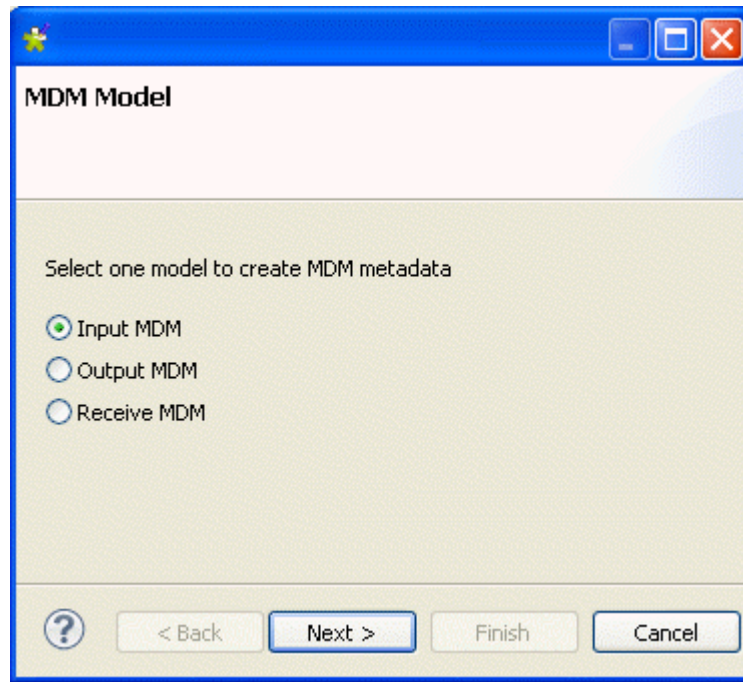 MDM Model
Select one model to create MDM metadata
Input MDM
Output MDM
Receive MDM
?
< Back
Next >
Finish
Cancel